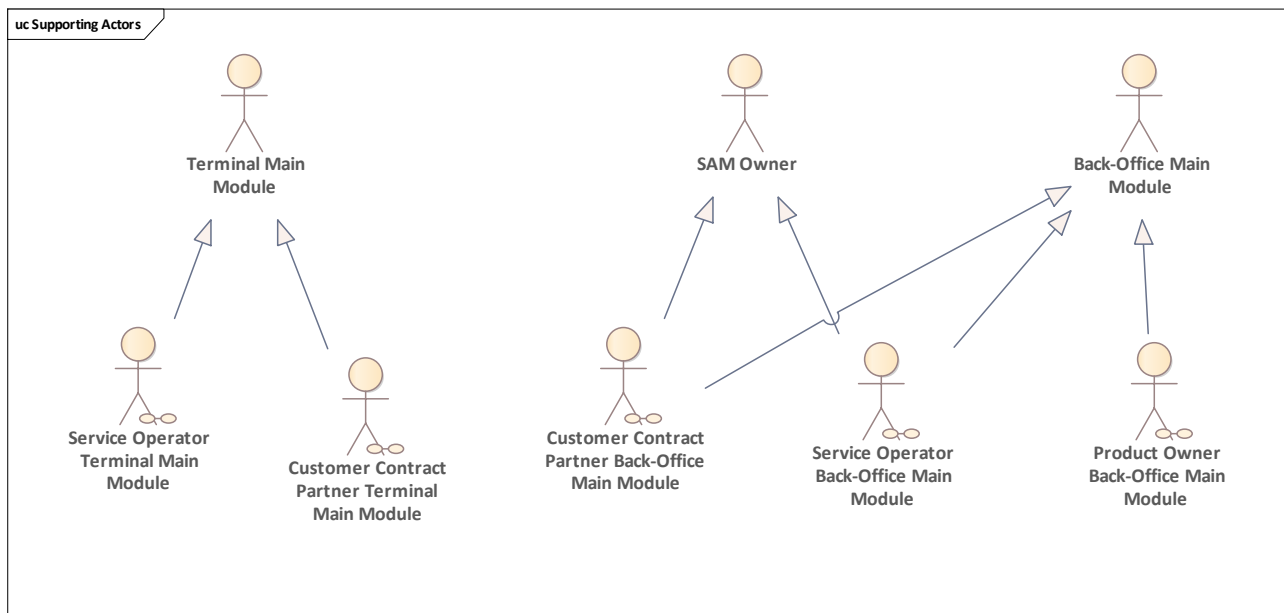 uc Supporting Actors
Terminal Main
Module
SAM Owner
Back-Office Main
Module
Service Operator
Terminal Main
Module
Customer Contract
Partner Terminal
Main Module
Customer Contract
Partner Back-Office
Main Module
Service Operator
Back-Office Main
Module
Product Owner
Back-Office Main
Module